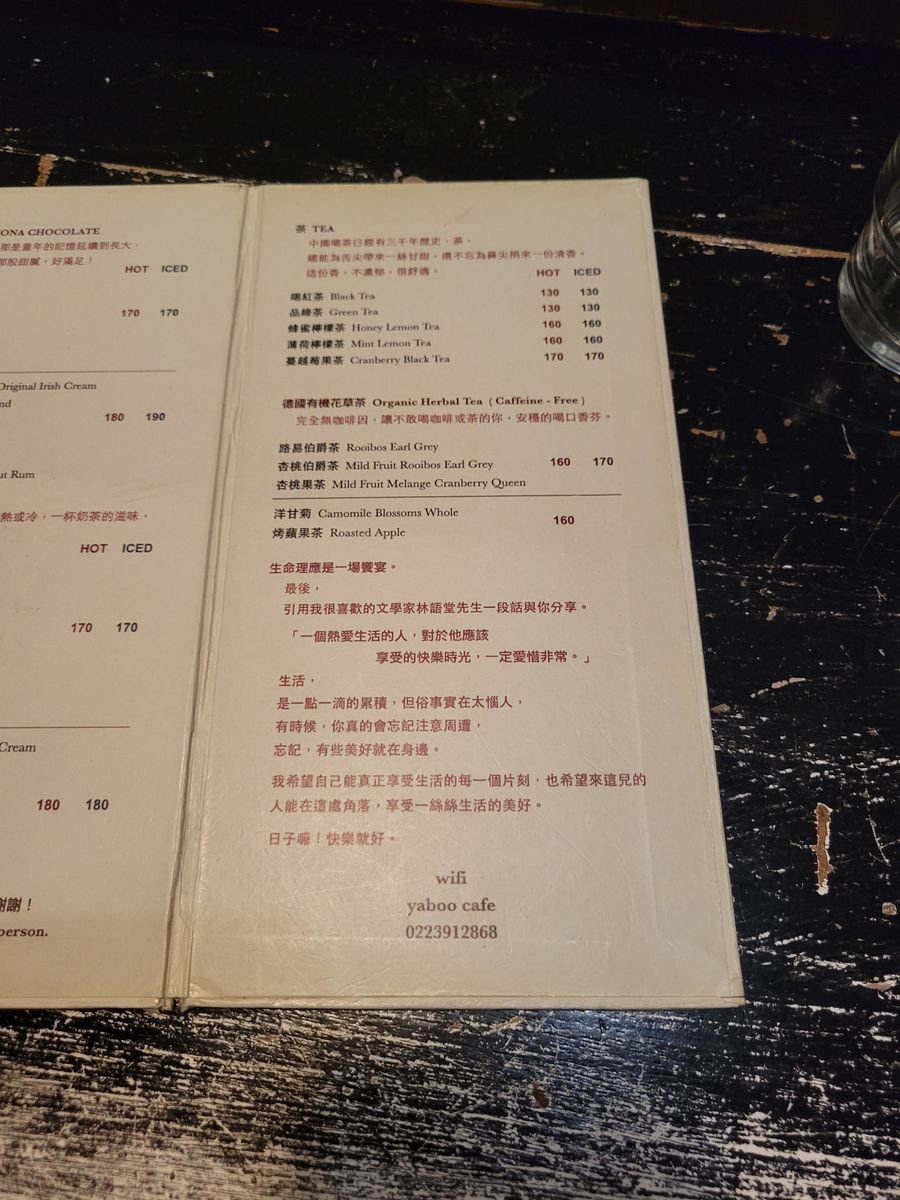 ONA CHOCOLATE
那是童年的記憶延續到長大、
那股甜膩，好滿足！
HOT ICED
170 170
Original Irish Cream
nd
180 190
ut Rum
熱或冷，一杯奶茶的滋味，
HOT ICED
170 170
Cream
180 180
謝謝！
person.
茶 TEA
中國喝茶已經有三千年歷史，茶，
總能為舌尖帶來一絲甘甜，還不忘為鼻尖捎來一份清香。
這份香，不濃郁，很舒適。
HOT ICED
喝紅茶 Black Tea 130 130
品綠茶 Green Tea 130 130
蜂蜜檸檬茶 Honey Lemon Tea 160 160
薄荷檸檬茶 Mint Lemon Tea 160 160
蔓越莓果茶 Cranberry Black Tea 170 170
德國有機花草茶 Organic Herbal Tea ( Caffeine - Free )
完全無咖啡因，讓不敢喝咖啡或茶的你，安穩的喝口香芬。
路易伯爵茶 Rooibos Earl Grey
杏桃伯爵茶 Mild Fruit Rooibos Earl Grey 160 170
杏桃果茶 Mild Fruit Melange Cranberry Queen
洋甘菊 Camomile Blossoms Whole
160
烤蘋果茶 Roasted Apple
生命理應是一場饗宴。
最後，
引用我很喜歡的文學家林語堂先生一段話與你分享。
「一個熱愛生活的人，對於他應該
享受的快樂時光，一定愛惜非常。」
生活，
是一點一滴的累積，但俗事實在太惱人，
有時候，你真的會忘記注意周遭，
忘記，有些美好就在身邊。
我希望自己能真正享受生活的每一個片刻，也希望來這兒的
人能在這處角落，享受一絲絲生活的美好。
日子嘛！快樂就好。
wifi
yaboo cafe
0223912868